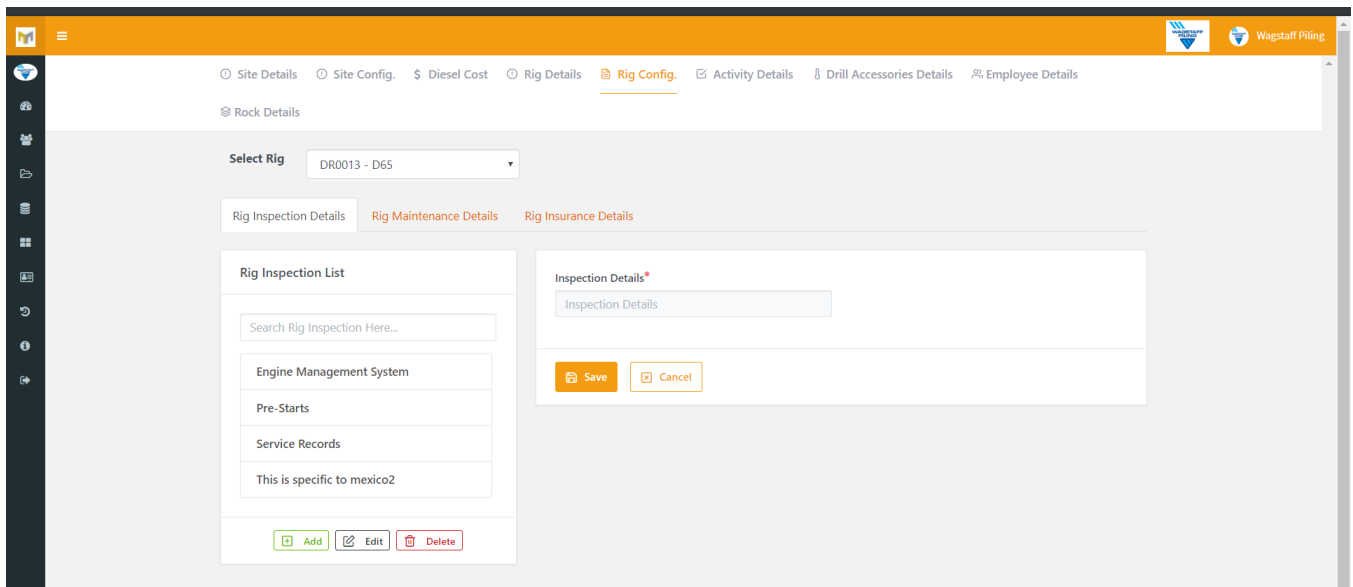 WAGSTAFF
PILING
Wagstaff Piling
Site Details Site Config. $ Diesel Cost Rig Details Rig Config. Activity Details Drill Accessories Details Employee Details
Rock Details
Select Rig DR0013 - D65
Rig Inspection Details Rig Maintenance Details Rig Insurance Details
Rig Inspection List
Search Rig Inspection Here...
Engine Management System
Pre-Starts
Service Records
This is specific to mexico2
Add Edit Delete
Inspection Details*
Inspection Details
Save Cancel